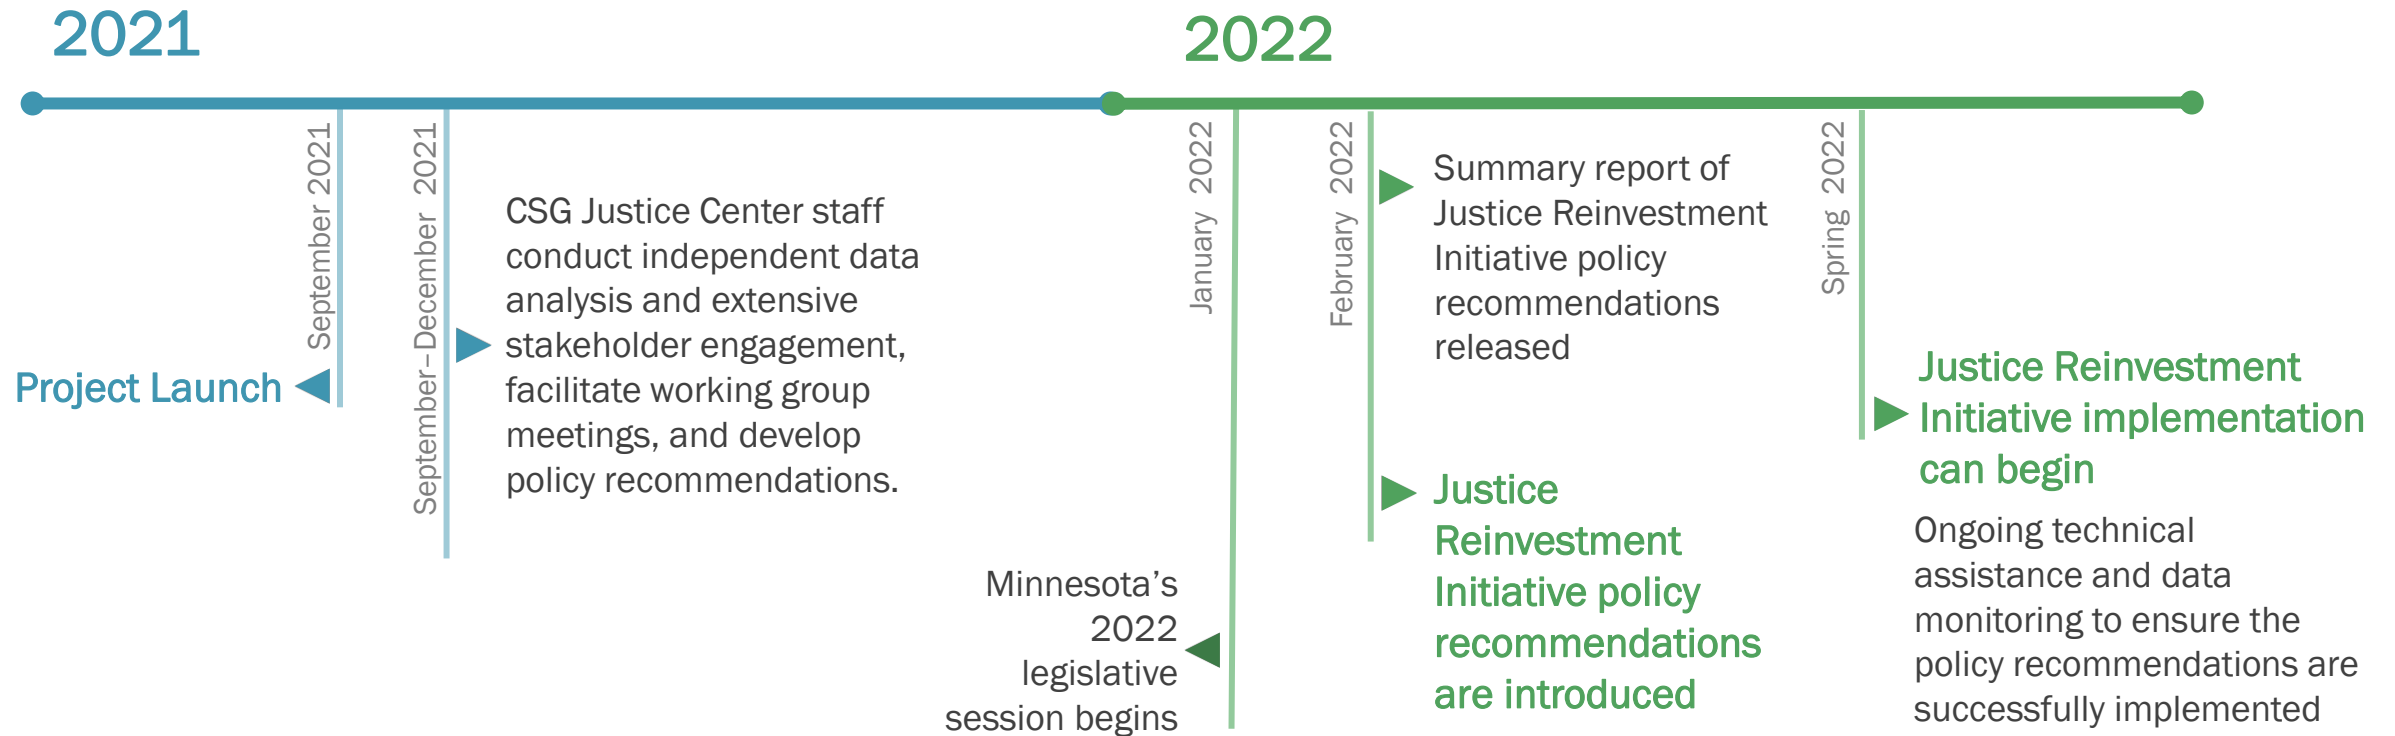 2021
2022
September 2021
Project Launch
September–December 2021
CSG Justice Center staff
conduct independent data
analysis and extensive
stakeholder engagement,
facilitate working group
meetings, and develop
policy recommendations.
January 2022
Minnesota’s
2022
legislative
session begins
February 2022
Summary report of
Justice Reinvestment
Initiative policy
recommendations
released
Justice
Reinvestment
Initiative policy
recommendations
are introduced
Spring 2022
Justice Reinvestment
Initiative implementation
can begin
Ongoing technical
assistance and data
monitoring to ensure the
policy recommendations are
successfully implemented